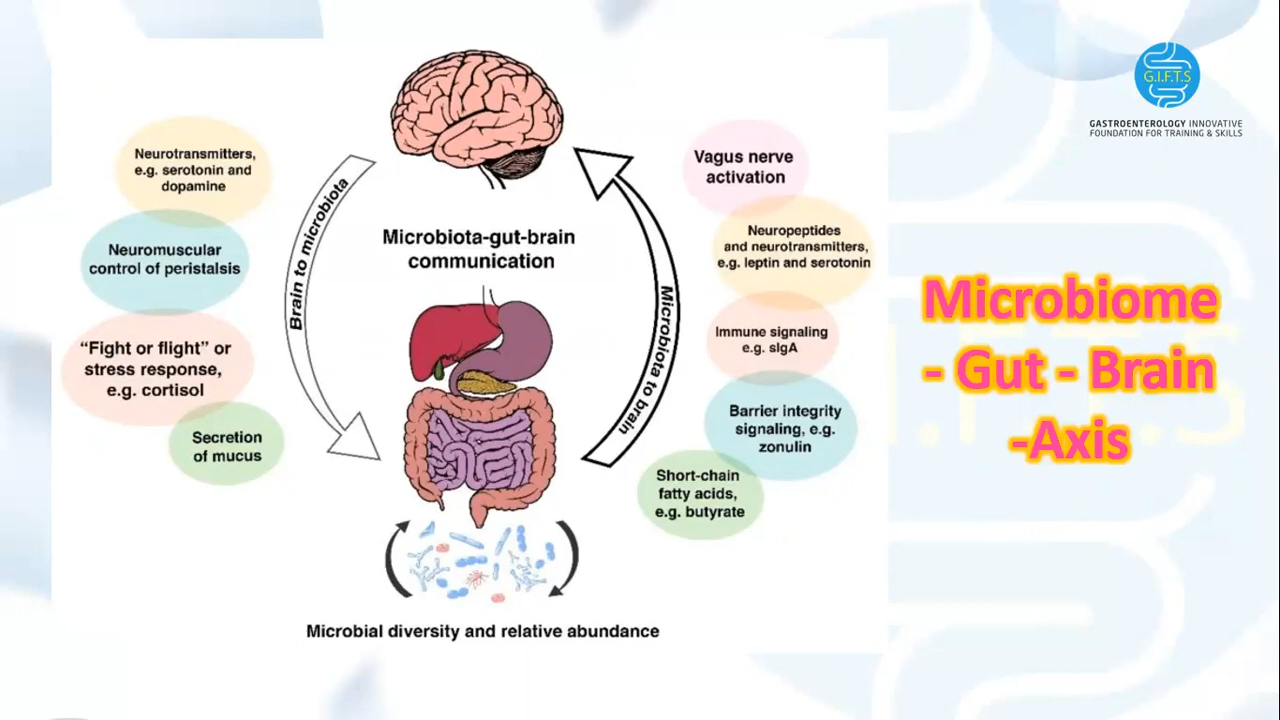 Neurotransmitters,
e.g. serotonin and
dopamine
Neuromuscular
control of peristalsis
“Fight or flight” or
stress response,
e.g. cortisol
Secretion
of mucus
Brain to microbiota
Microbiota-gut-brain
communication
Microbiota to brain
Vagus nerve
activation
Neuropeptides
and neurotransmitters,
e.g. leptin and serotonin
Immune signaling
e.g. sIgA
Barrier integrity
signaling, e.g.
zonulin
Short-chain
fatty acids,
e.g. butyrate
Microbial diversity and relative abundance
G.I.F.T.S
GASTROENTEROLOGY INNOVATIVE
FOUNDATION FOR TRAINING & SKILLS
Microbiome
- Gut - Brain
-Axis